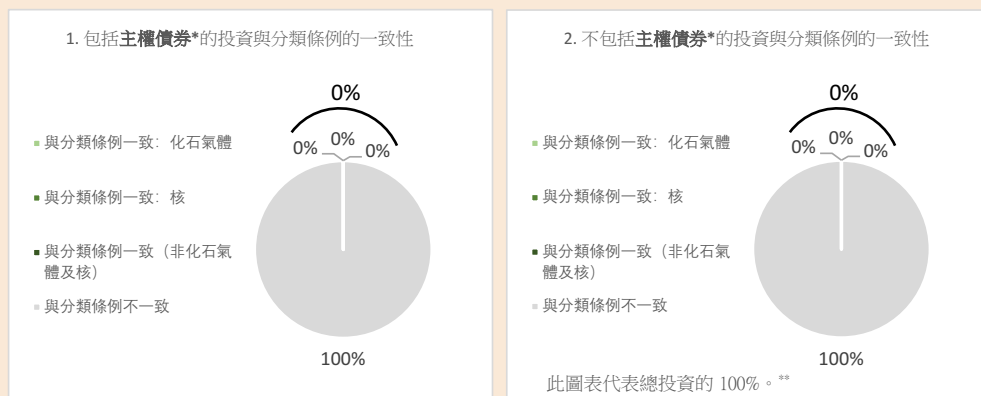 1. 包括主權債券*的投資與分類條例的一致性
0%
0%
0%
0%
與分類條例一致：化石氣體
與分類條例一致：核
與分類條例一致（非化石氣
體及核）
與分類條例不一致
100%
2. 不包括主權債券*的投資與分類條例的一致性
0%
0%
0%
0%
與分類條例一致：化石氣體
與分類條例一致：核
與分類條例一致（非化石氣
體及核）
與分類條例不一致
100%
此圖表代表總投資的 100%。**